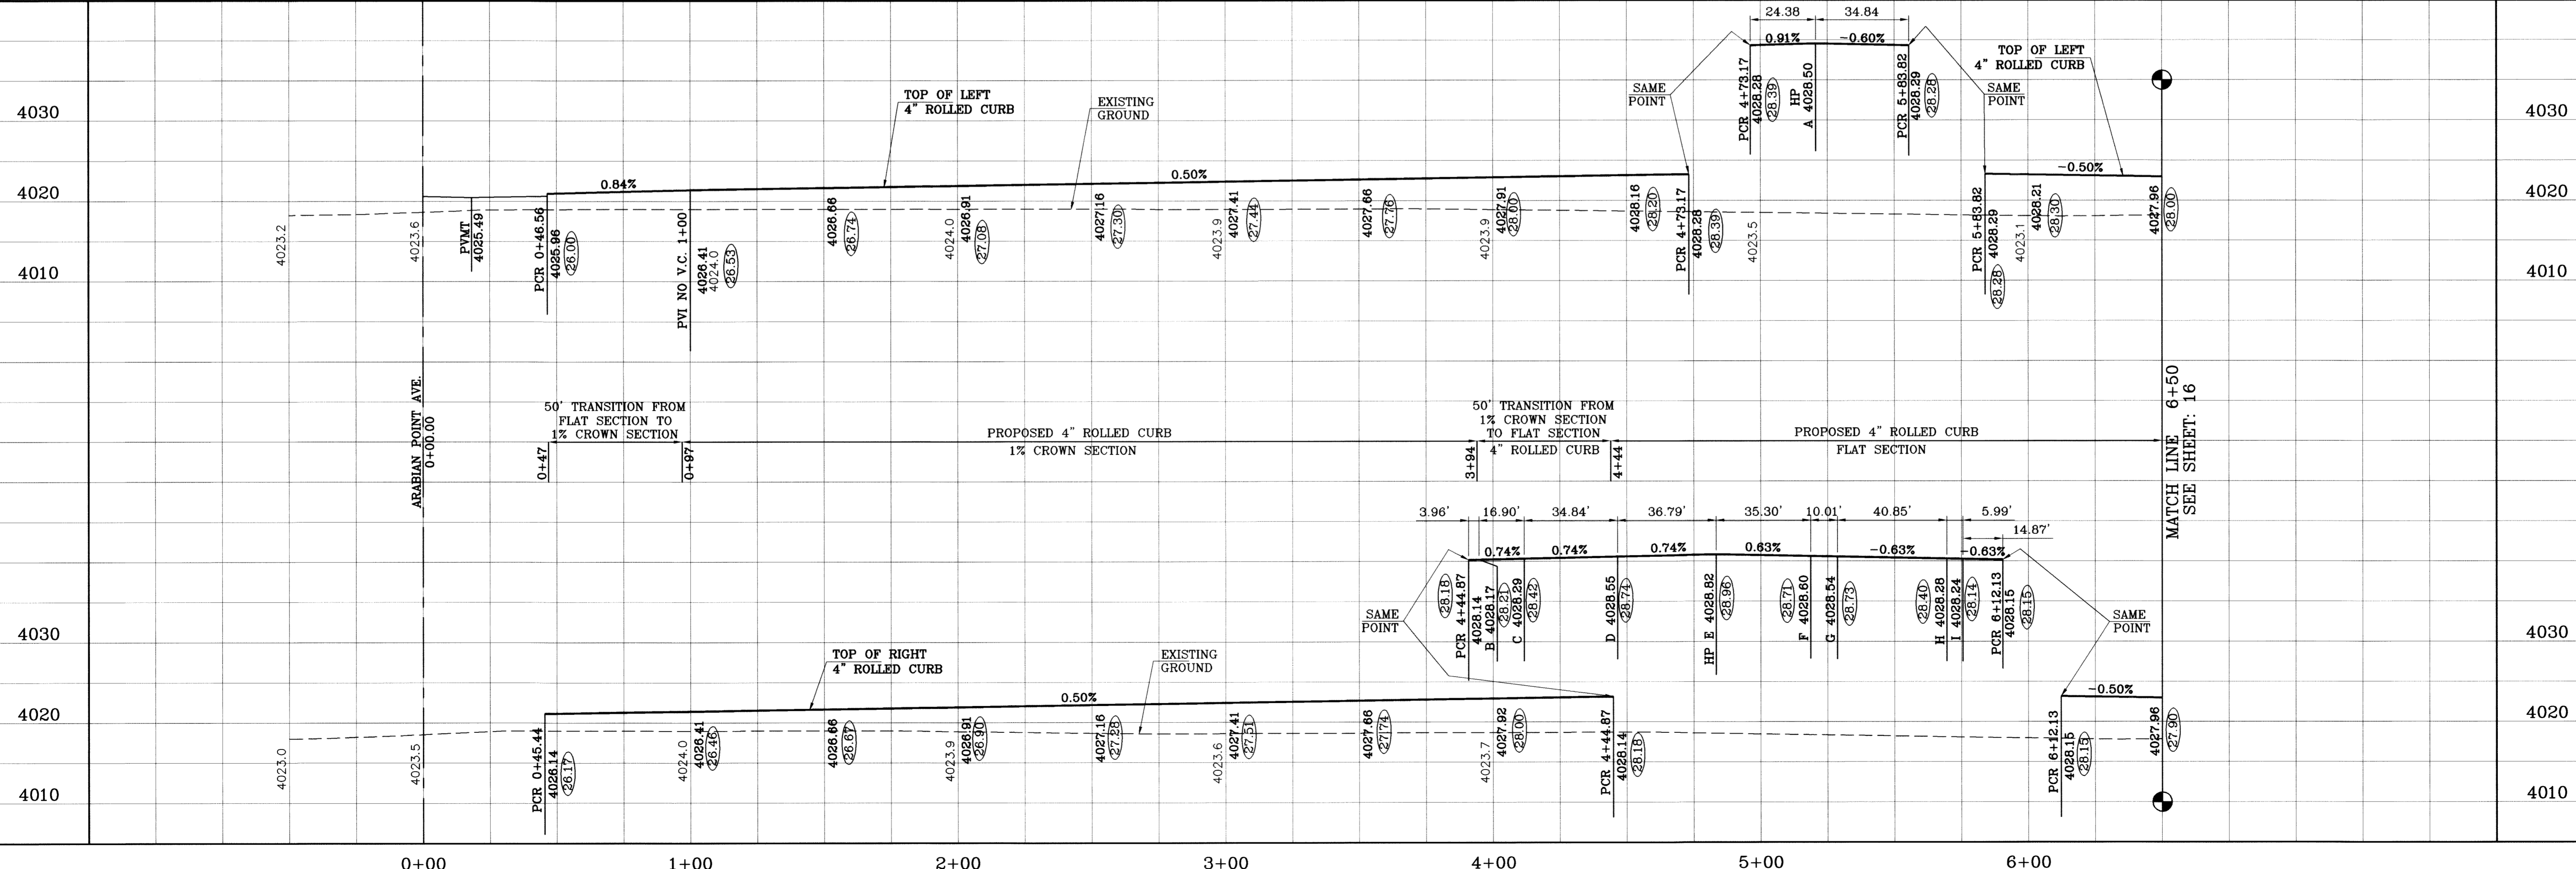 24.38
34.84
0.91%
-0.60%
TOP OF LEFT
4" ROLLED CURB
PCR 4+73.17
4028.28
28.39
HP
A 4028.50
PCR 5+83.82
4028.29
28.28
SAME
POINT
SAME
POINT
4030
4030
TOP OF LEFT
4" ROLLED CURB
EXISTING
GROUND
0.84%
0.50%
-0.50%
4020
4020
4010
4010
4023.2
4023.6
PVMT
4025.49
PCR 0+46.56
4025.96
26.00
PVI NO V.C. 1+00
4026.41
4024.0
26.53
4026.66
26.74
4024.0
4026.91
27.08
4027.16
27.30
4023.9
4027.41
27.44
4027.66
27.76
4023.9
4027.91
28.00
4028.16
28.20
PCR 4+73.17
4028.28
28.39
4023.5
PCR 5+83.82
4028.29
28.28
4023.1
4028.21
28.30
4027.96
28.00
ARABIAN POINT AVE.
0+00.00
50' TRANSITION FROM
FLAT SECTION TO
1% CROWN SECTION
0+47
0+97
PROPOSED 4" ROLLED CURB
1% CROWN SECTION
50' TRANSITION FROM
1% CROWN SECTION
TO FLAT SECTION
4" ROLLED CURB
3+94
4+44
PROPOSED 4" ROLLED CURB
FLAT SECTION
MATCH LINE 6+50
SEE SHEET: 16
3.96'
16.90'
34.84'
36.79'
35.30'
10.01'
40.85'
5.99'
14.87'
0.74%
0.74%
0.74%
0.63%
-0.63%
-0.63%
28.18
PCR 4+44.87
4028.14
B 4028.17
28.21
C 4028.29
28.42
D 4028.55
28.74
HP E 4028.82
28.96
28.71
F 4028.60
G 4028.54
28.73
28.40
H 4028.28
I 4028.24
28.14
PCR 6+12.13
4028.15
28.15
SAME
POINT
SAME
POINT
4030
4030
TOP OF RIGHT
4" ROLLED CURB
EXISTING
GROUND
0.50%
-0.50%
4020
4020
4010
4010
4023.0
4023.5
PCR 0+45.44
4026.14
26.17
4024.0
4026.41
26.46
4026.66
26.67
4023.9
4026.91
26.90
4027.16
27.28
4023.6
4027.41
27.51
4027.66
27.74
4023.7
4027.92
28.00
PCR 4+44.87
4028.14
28.18
PCR 6+12.13
4028.15
28.15
4027.96
27.90
0+00
1+00
2+00
3+00
4+00
5+00
6+00